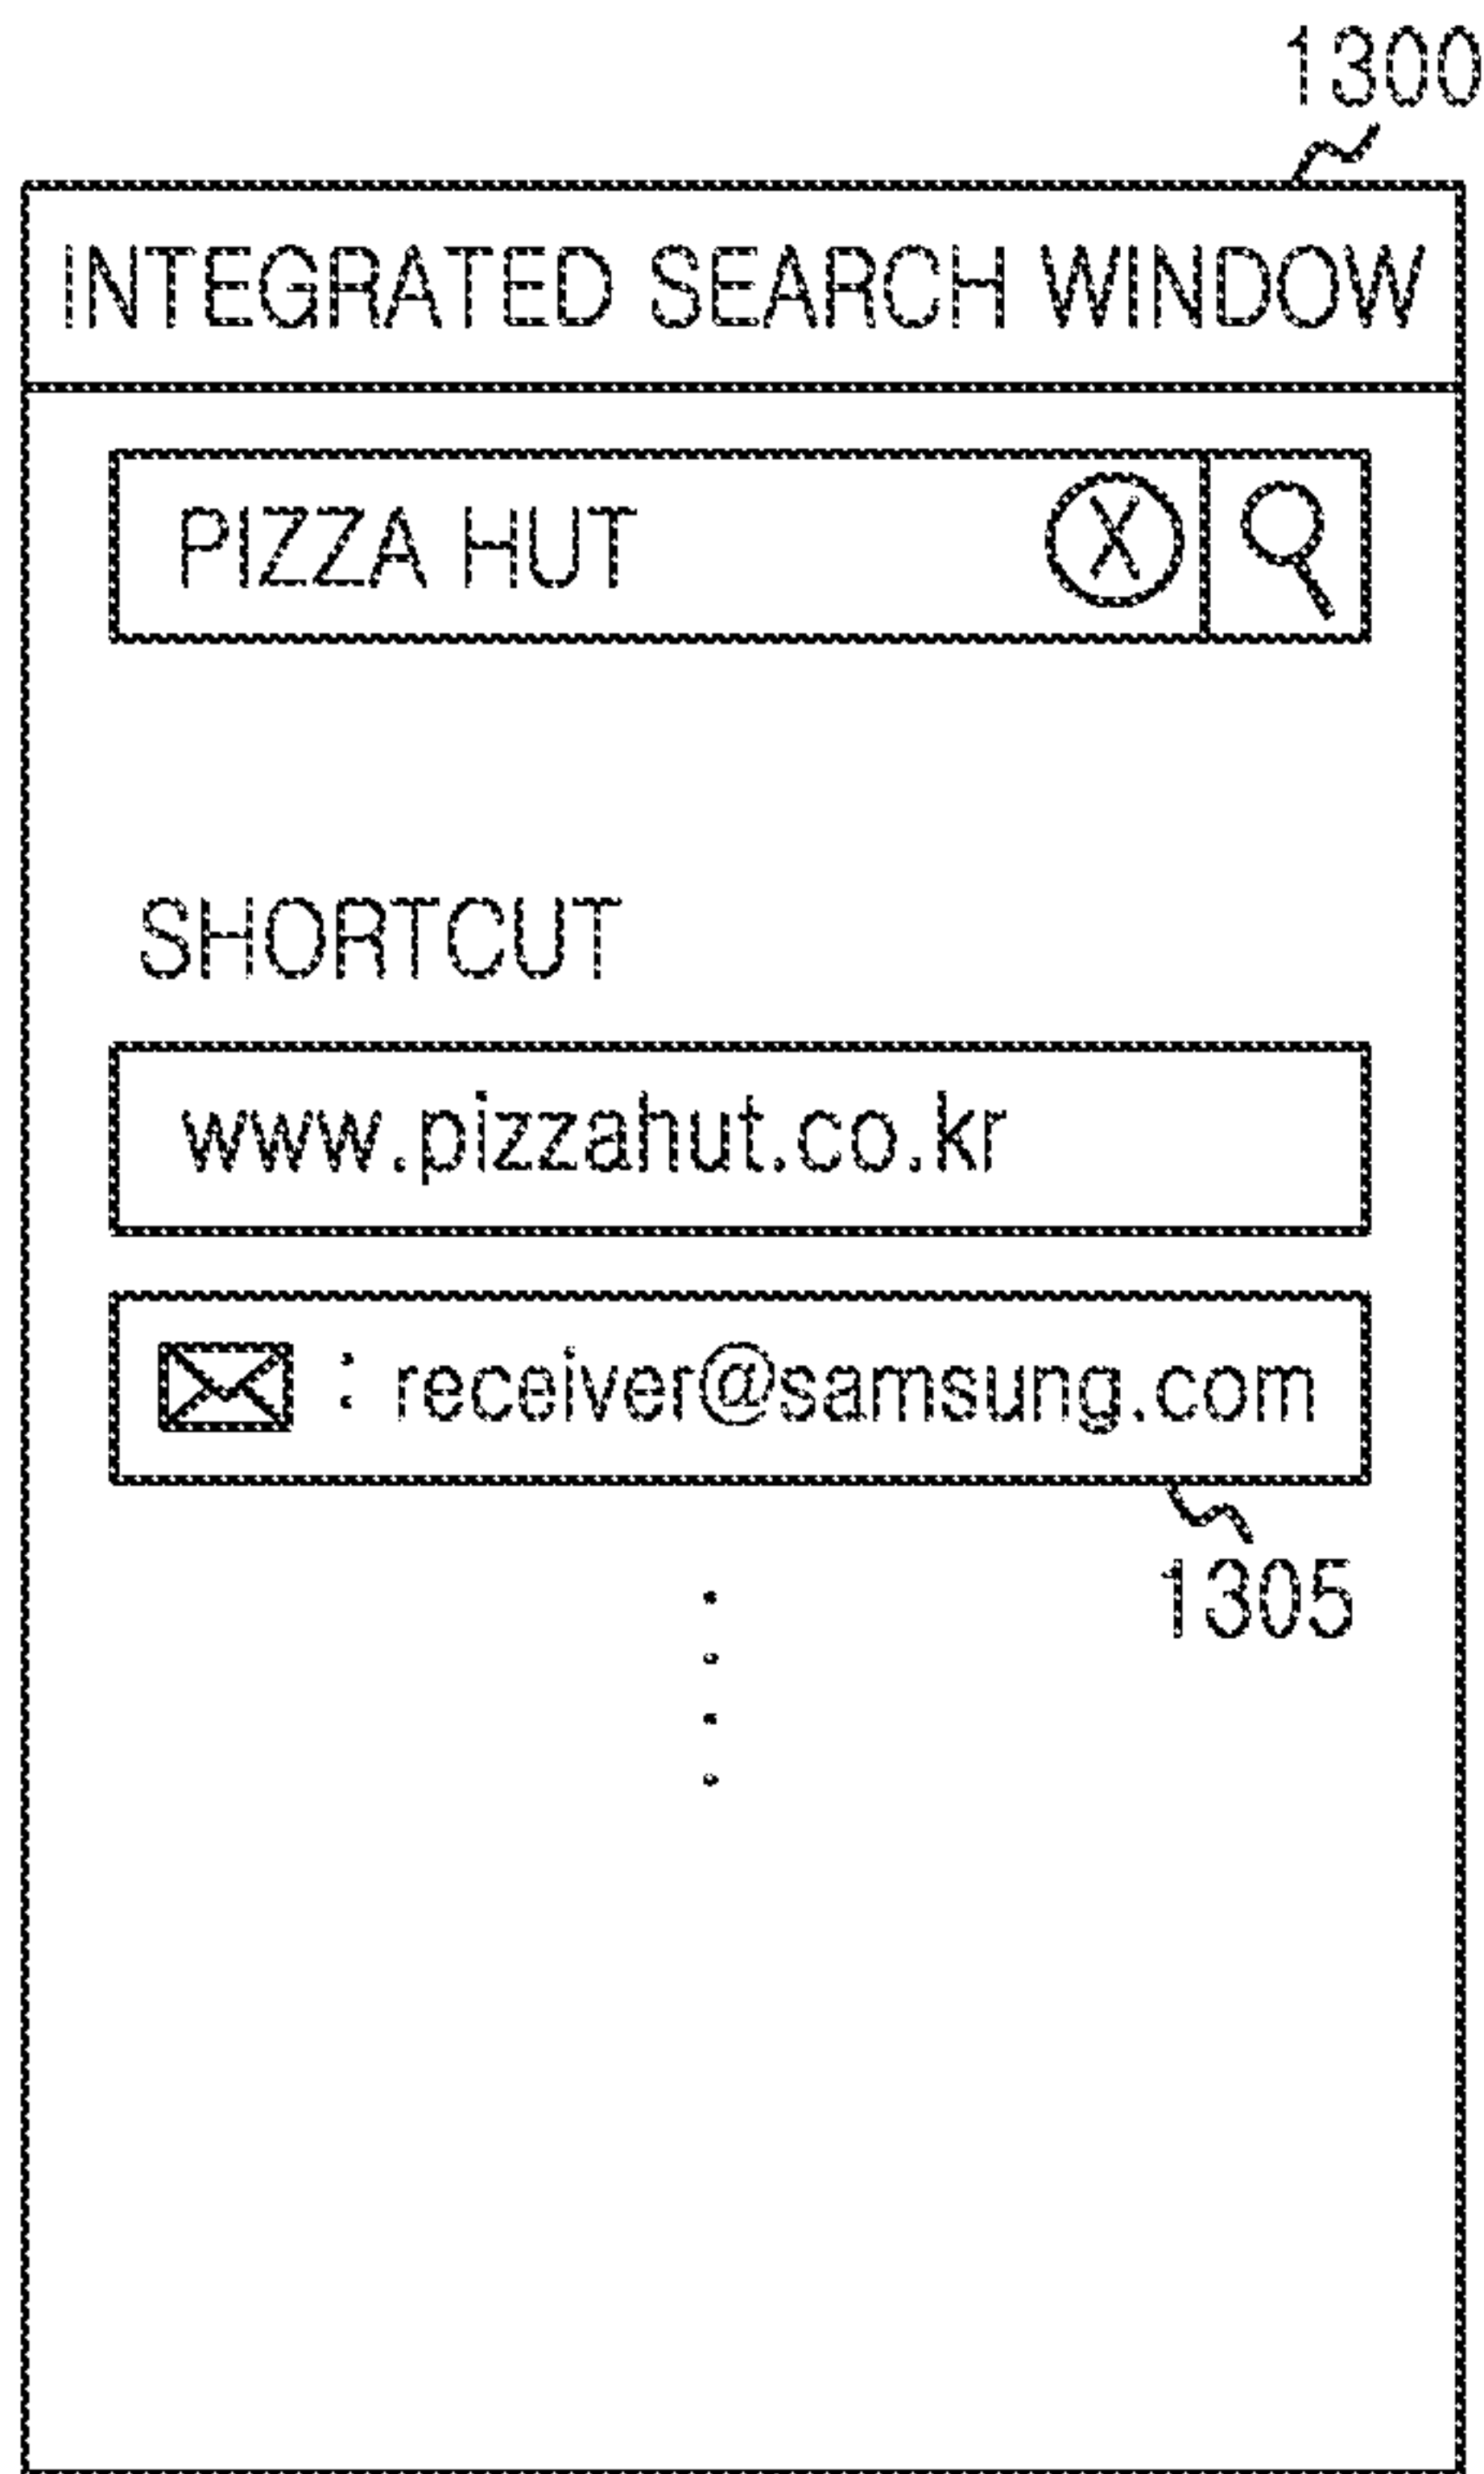 1300
INTEGRATED SEARCH WINDOW
PIZZA HUT X
SHORTCUT
www.pizzahut.co.kr
: receiver@samsung.com
1305